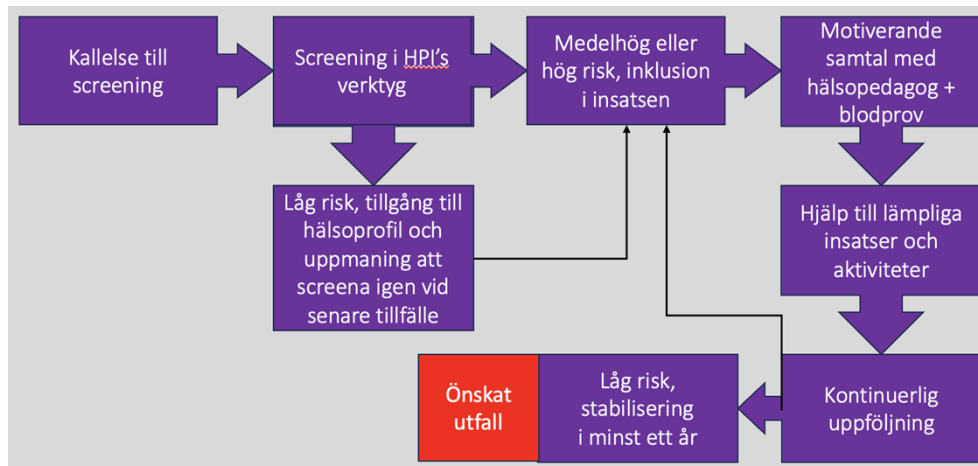 Kallelse till
screening
Screening i HPI's
verktyg
Medelhög eller
hög risk, inklusion
i insatsen
Motiverande
samtal med
hälsopedagog +
blodprov
Låg risk, tillgång till
hälsoprofil och
uppmaning att
screena igen vid
senare tillfälle
Hjälp till lämpliga
insatser och
aktiviteter
Önskat
utfall
Låg risk,
stabilisering
i minst ett år
Kontinuerlig
uppföljning